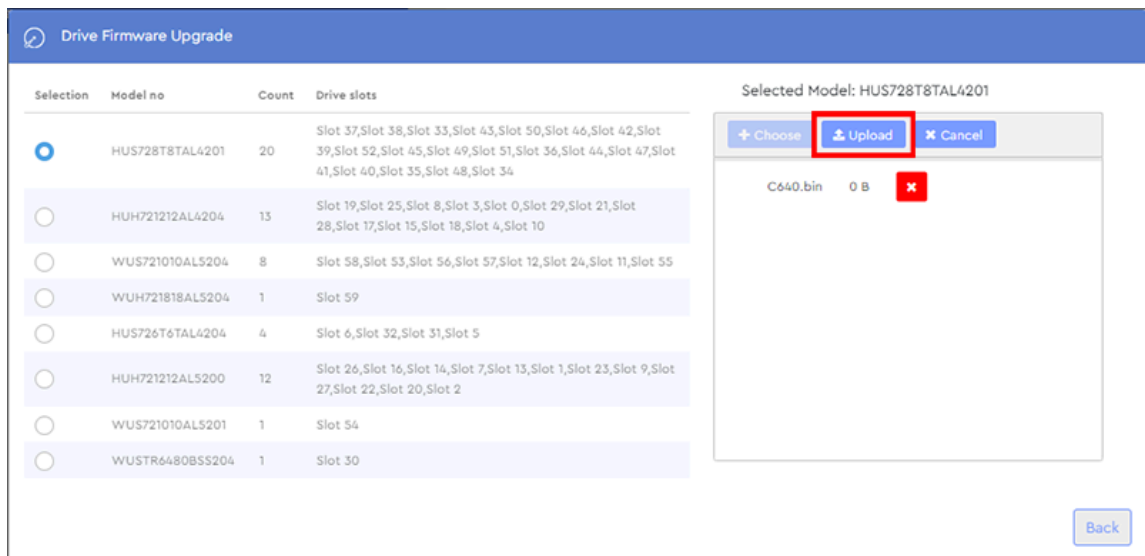 Drive Firmware Upgrade
Selection Model no Count Drive slots
Slot 37,Slot 38,Slot 33,Slot 43,Slot 50,Slot 46,Slot 42,Slot
HUS728T8TAL4201 20 39,Slot 52,Slot 45,Slot 49,Slot 51,Slot 36,Slot 44,Slot 47,Slot
41,Slot 40,Slot 35,Slot 48,Slot 34
Slot 19,Slot 25,Slot 8,Slot 3,Slot 0,Slot 29,Slot 21,Slot
HUH721212AL4204 13
28,Slot 17,Slot 15,Slot 18,Slot 4,Slot 10
WUS721010AL5204 8 Slot 58,Slot 53,Slot 56,Slot 57,Slot 12,Slot 24,Slot 11,Slot 55
WUH721818AL5204 1 Slot 59
HUS726T6TAL4204 4 Slot 6,Slot 32,Slot 31,Slot 5
Slot 26,Slot 16,Slot 14,Slot 7,Slot 13,Slot 1,Slot 23,Slot 9,Slot
HUH721212AL5200 12
27,Slot 22,Slot 20,Slot 2
WUS721010AL5201 1 Slot 54
WUSTR6480BSS204 1 Slot 30
Selected Model: HUS728T8TAL4201
+ Choose Upload × Cancel
C640.bin 0 B ×
Back